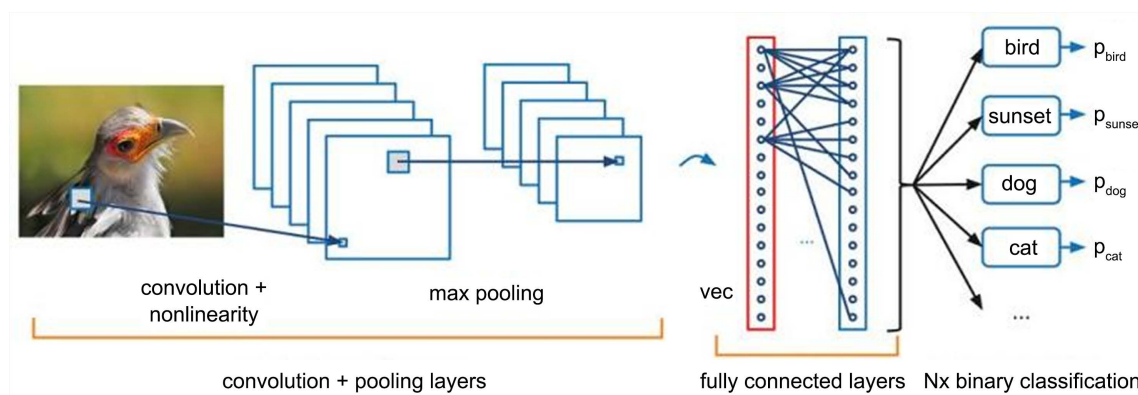 convolution +
nonlinearity
max pooling
vec
...
bird
p_bird
sunset
p_sunse
dog
p_dog
cat
p_cat
...
convolution + pooling layers
fully connected layers
Nx binary classification